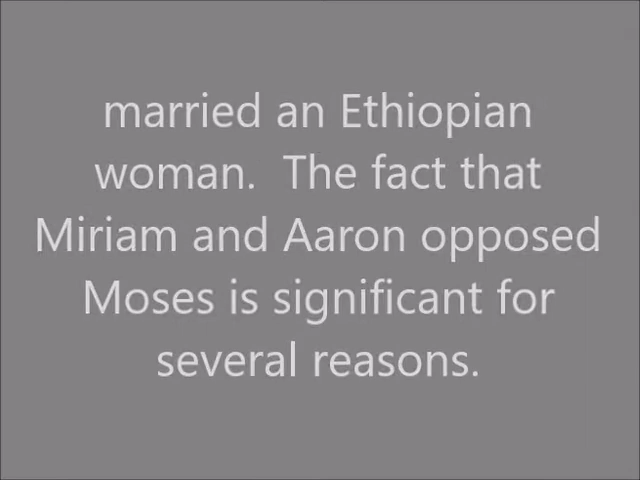 married an Ethiopian
woman.  The fact that
Miriam and Aaron opposed
Moses is significant for
several reasons.